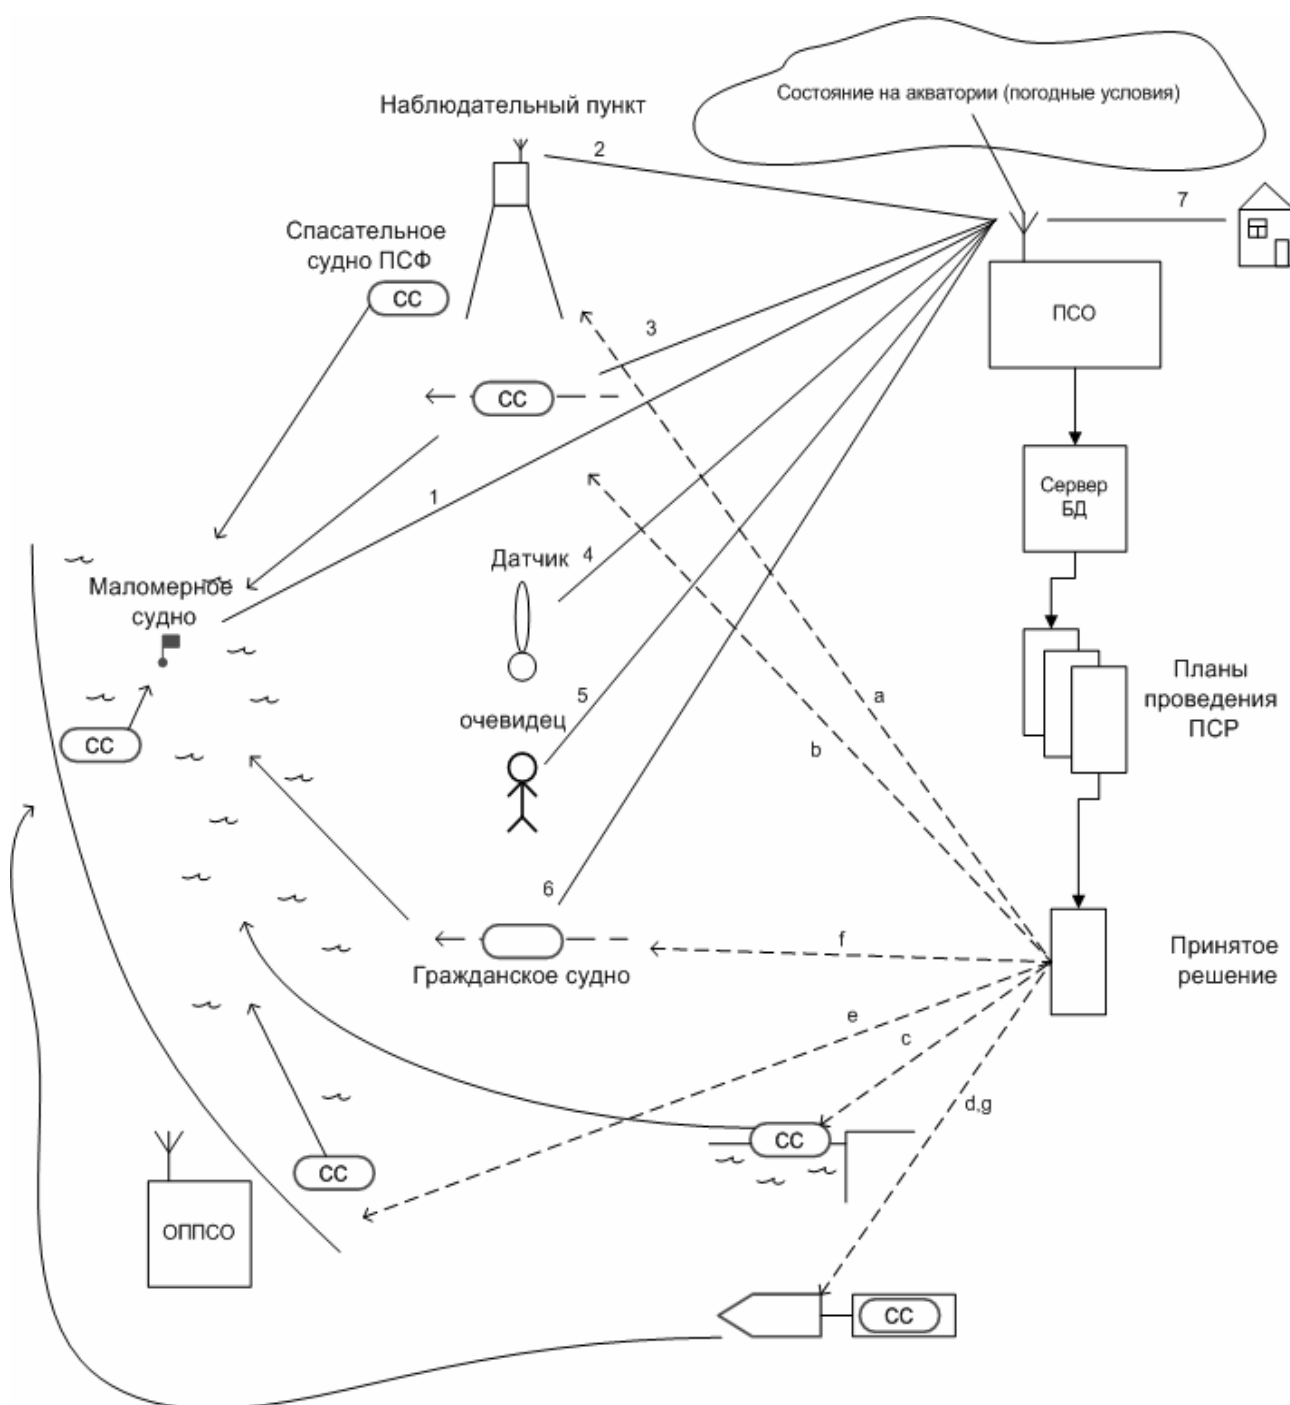 Состояние на акватории (погодные условия)
Наблюдательный пункт
2
7
Спасательное
судно ПСФ
СС
ПСО
3
СС
1
Сервер
БД
Датчик
4
Маломерное
судно
5
a
Планы
проведения
ПСР
очевидец
СС
b
6
f
Принятое
решение
Гражданское судно
e
c
d,g
СС
СС
ОППСО
СС